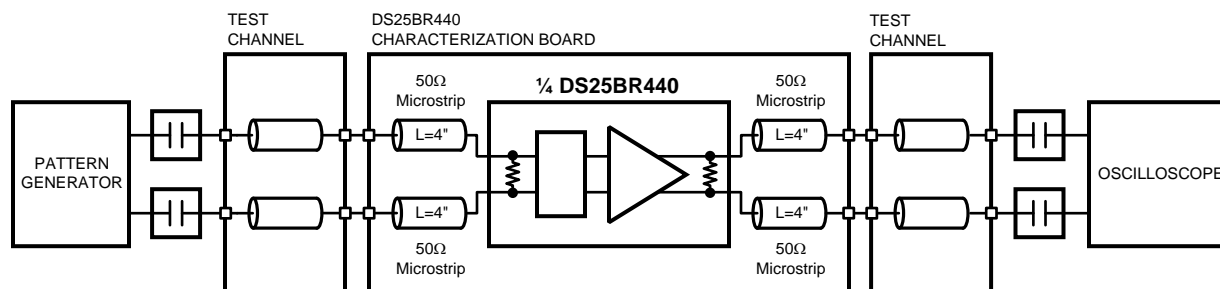 TEST
CHANNEL
DS25BR440
CHARACTERIZATION BOARD
TEST
CHANNEL
50Ω
Microstrip
¼ DS25BR440
50Ω
Microstrip
L=4"
L=4"
PATTERN
GENERATOR
OSCILLOSCOPE
L=4"
L=4"
50Ω
Microstrip
50Ω
Microstrip